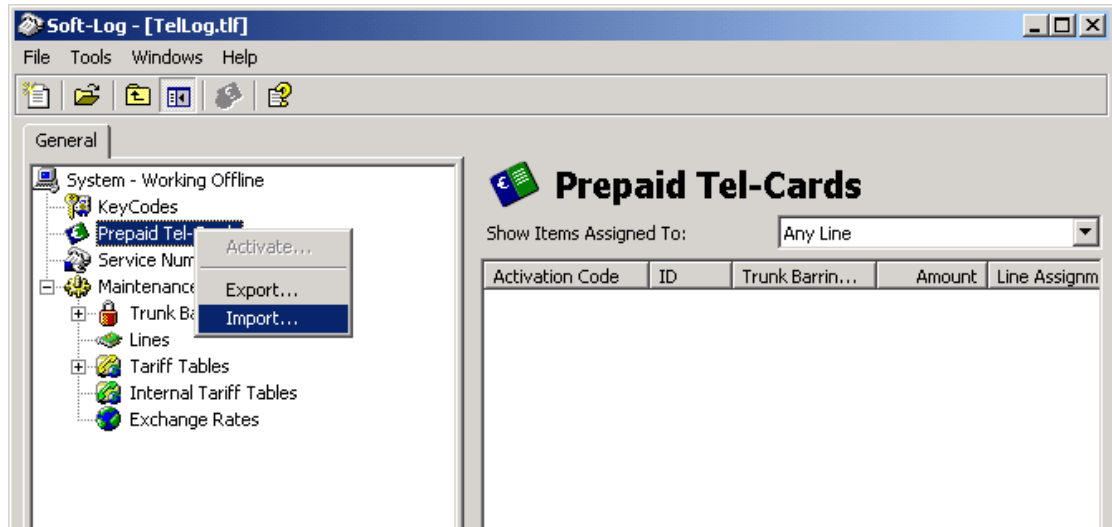 Soft-Log - [TelLog.tlf]
File Tools Windows Help
General
System - Working Offline
KeyCodes
Prepaid Tel-
Service Num
Maintenance
Trunk Ba
Lines
Tariff Tables
Internal Tariff Tables
Exchange Rates
Activate...
Export...
Import...
Prepaid Tel-Cards
Show Items Assigned To: Any Line
Activation Code ID Trunk Barrin... Amount Line Assignm